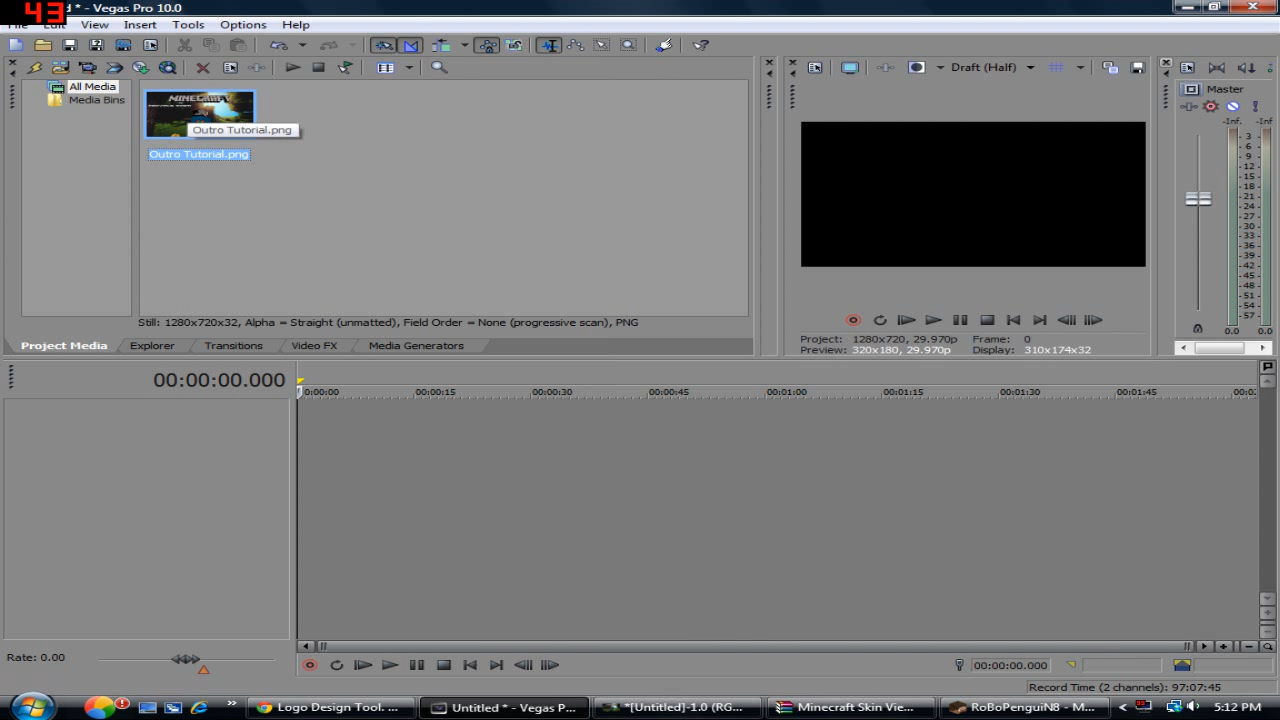 43
d * - Vegas Pro 10.0
File Edit View Insert Tools Options Help
All Media
Media Bins
MINECRAFT
Outro Tutorial.png
Outro Tutorial.png
Still: 1280x720x32, Alpha = Straight (unmatted), Field Order = None (progressive scan), PNG
Project Media Explorer Transitions Video FX Media Generators
Draft (Half)
Project: 1280x720, 29.970p Frame: 0
Preview: 320x180, 29.970p Display: 310x174x32
Master
-Inf. -Inf
3
6
9
12
15
18
21
24
27
30
33
36
39
42
45
48
51
54
57
0.0 0.0
00:00:00.000
0:00:00 00:00:15 00:00:30 00:00:45 00:01:00 00:01:15 00:01:30 00:01:45 00:0
Rate: 0.00
00:00:00.000
Record Time (2 channels): 97:07:45
Logo Design Tool. ... Untitled * - Vegas P... *[Untitled]-1.0 (RG... Minecraft Skin Vie... RoBoPenguiN8 - M... 5:12 PM